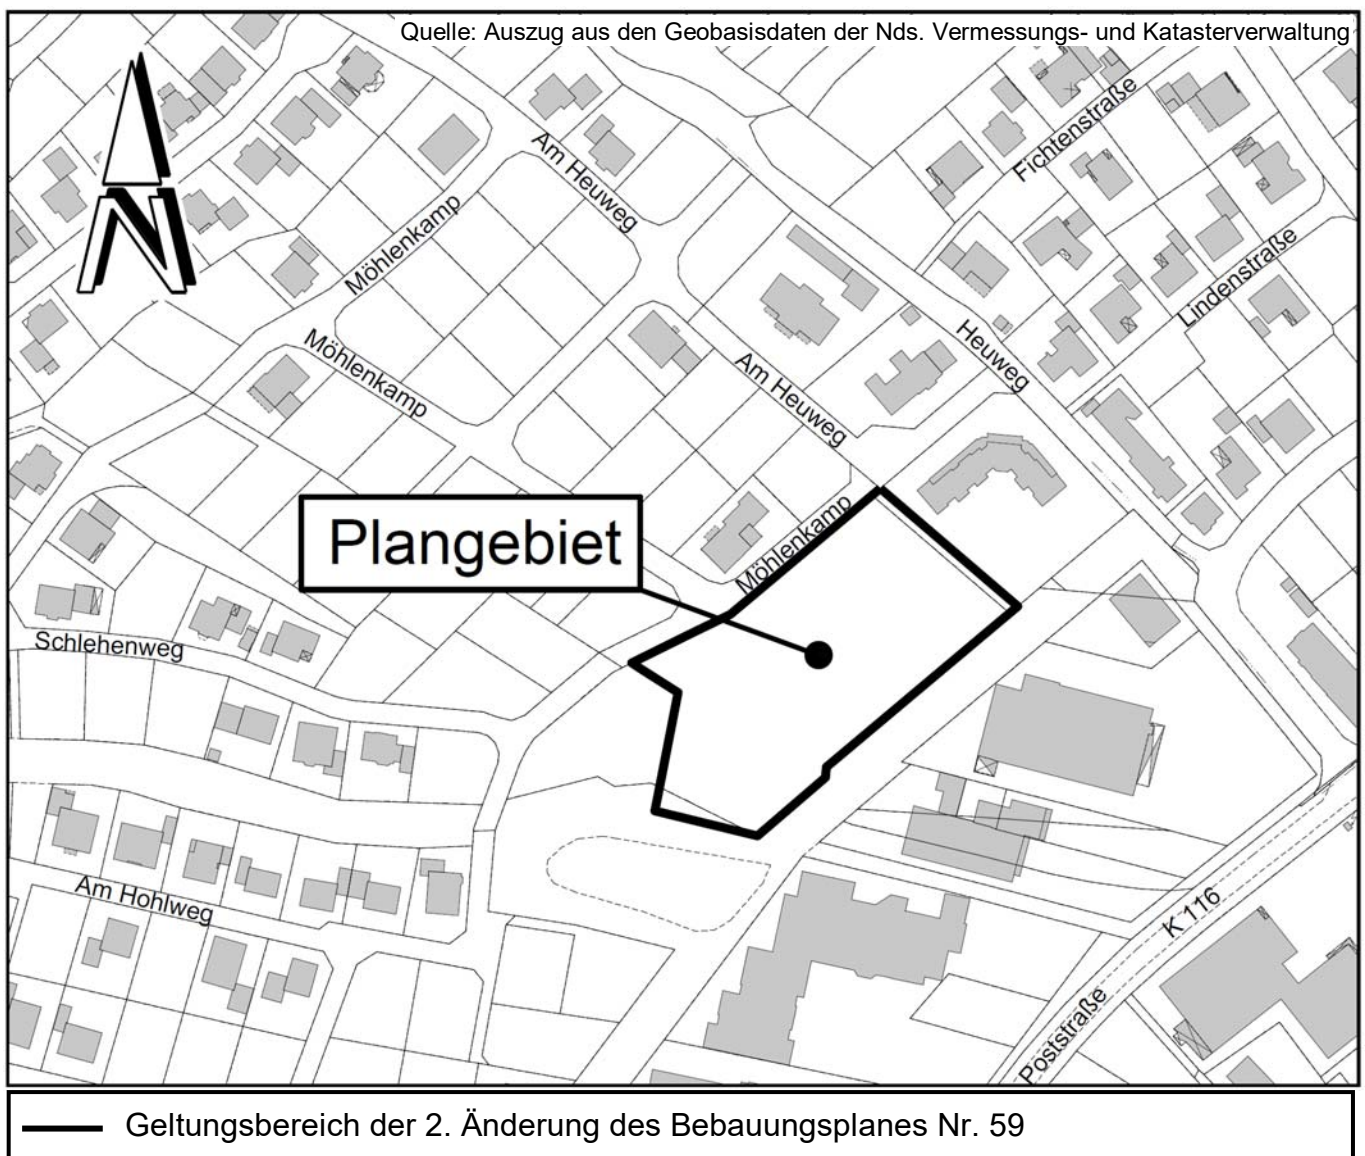 Quelle: Auszug aus den Geobasisdaten der Nds. Vermessungs- und Katasterverwaltung
N
Fichtenstraße
Am Heuweg
Möhlenkamp
Lindenstraße
Möhlenkamp
Heuweg
Am Heuweg
Plangebiet
Möhlenkamp
Schlehenweg
Am Hohlweg
K 116
Poststraße
Geltungsbereich der 2. Änderung des Bebauungsplanes Nr. 59